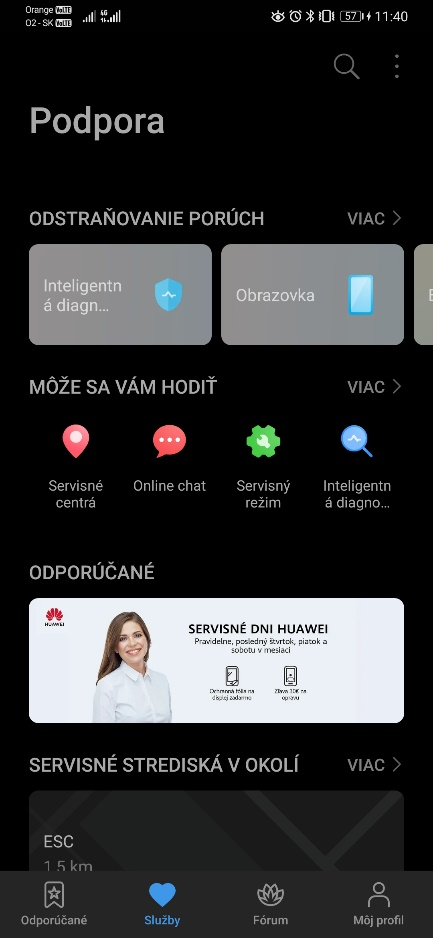 Orange VoLTE
O2 - SK VoLTE
4G
57
11:40
Podpora
ODSTRAŇOVANIE PORÚCH
VIAC
Inteligentn
á diagn...
Obrazovka
MÔŽE SA VÁM HODIŤ
VIAC
Servisné
centrá
Online chat
Servisný
režim
Inteligentn
á diagno...
ODPORÚČANÉ
HUAWEI
SERVISNÉ DNI HUAWEI
Pravidelne, posledný štvrtok, piatok a
sobotu v mesiaci
Ochranná fólia na
displej zadarmo
Zľava 30€ na
opravu
SERVISNÉ STREDISKÁ V OKOLÍ
VIAC
ESC
1.5 km
Odporúčané
Služby
Fórum
Môj profil